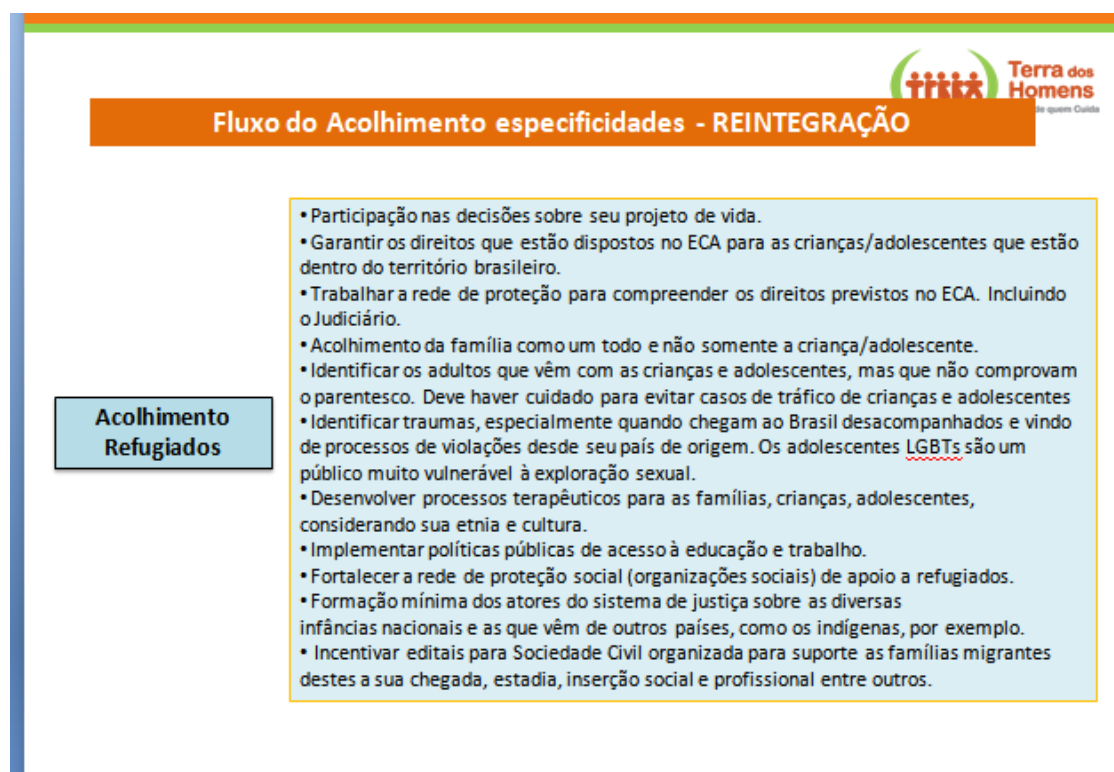 Terra dos
Homens
de quem Cuida
Fluxo do Acolhimento especificidades - REINTEGRAÇÃO
Acolhimento
Refugiados
• Participação nas decisões sobre seu projeto de vida.
• Garantir os direitos que estão dispostos no ECA para as crianças/adolescentes que estão
dentro do território brasileiro.
• Trabalhar a rede de proteção para compreender os direitos previstos no ECA. Incluindo
o Judiciário.
• Acolhimento da família como um todo e não somente a criança/adolescente.
• Identificar os adultos que vêm com as crianças e adolescentes, mas que não comprovam
o parentesco. Deve haver cuidado para evitar casos de tráfico de crianças e adolescentes
• Identificar traumas, especialmente quando chegam ao Brasil desacompanhados e vindo
de processos de violações desde seu país de origem. Os adolescentes LGBTs são um
público muito vulnerável à exploração sexual.
• Desenvolver processos terapêuticos para as famílias, crianças, adolescentes,
considerando sua etnia e cultura.
• Implementar políticas públicas de acesso à educação e trabalho.
• Fortalecer a rede de proteção social (organizações sociais) de apoio a refugiados.
• Formação mínima dos atores do sistema de justiça sobre as diversas
infâncias nacionais e as que vêm de outros países, como os indígenas, por exemplo.
• Incentivar editais para Sociedade Civil organizada para suporte as famílias migrantes
destes a sua chegada, estadia, inserção social e profissional entre outros.